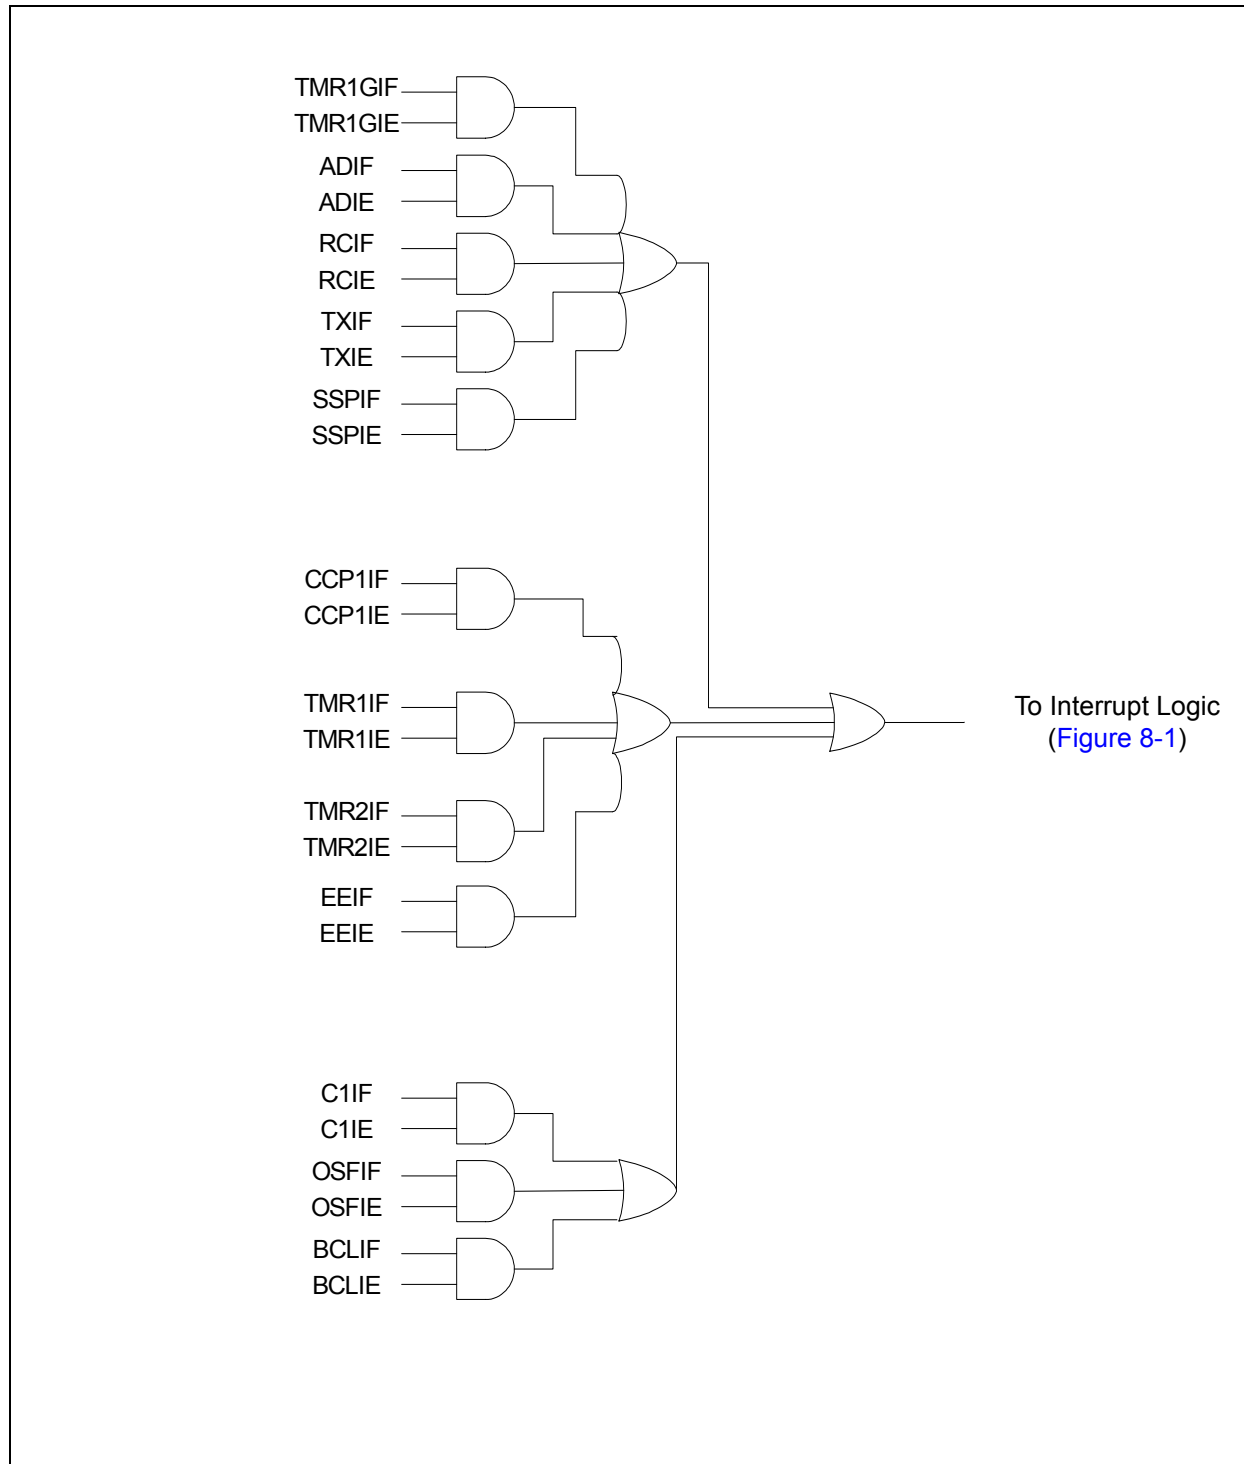 TMR1GIF
TMR1GIE
ADIF
ADIE
RCIF
RCIE
TXIF
TXIE
SSPIF
SSPIE
CCP1IF
CCP1IE
TMR1IF
TMR1IE
TMR2IF
TMR2IE
EEIF
EEIE
C1IF
C1IE
OSFIF
OSFIE
BCLIF
BCLIE
To Interrupt Logic
(Figure 8-1)